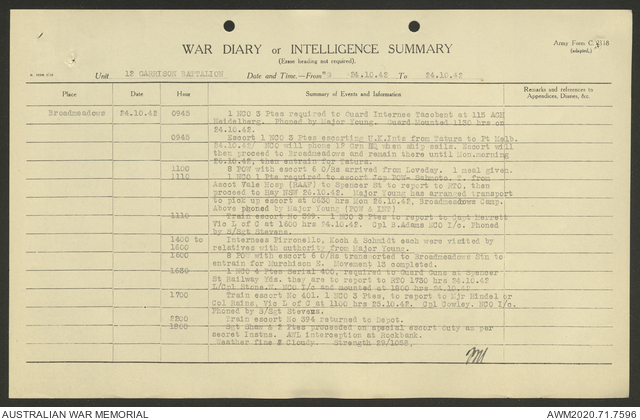 WAR DIARY or INTELLIGENCE SUMMARY
(Erase heading not required).
Army Form C. 2118
(adapted.)
Unit 12 GARRISON BATTALION Date and Time.—From 24.10.42 To 24.10.42
Place Date Hour Summary of Events and Information Remarks and references to Appendices, Diaries, &c.
Broadmeadows 24.10.42 0945 1 NCO 3 Ptes required to Guard Internee Tacobent at 115 AGH
Heidelberg. Phoned by Major Young. Guard Mounted 1130 hrs on
24.10.42.
0945 Escort 1 NCO 3 Ptes escorting U.K.Ints from Tatura to Pt Melb.
24.10.42. NCO will phone 12 Grn HQ when ship sails. Escort will
then proceed to Broadmeadows and remain there until Mon.morning
26.10.42, then entrain for Tatura.
1100 8 POW with escort 6 O/Rs arrived from Loveday. 1 meal given.
1110 1 NCO 1 Pte required to escort Jap POW. T. from
Ascot Vale Hosp (RAAF) to Spencer St to report to RTO, then
proceed to Hay NSW 26.10.42. Major Young has arranged transport
to pick up escort at 0630 hrs Mon 26.10.42, Broadmeadows Camp.
Above phoned by Major Young (POW & INT)
1110 Train escort No 399. 1 NCO 3 Ptes to report to Capt Merrett
Vic L of C at 1400 hrs 24.10.42. Cpl S.Adams NCO i/c. Phoned
by S/Sgt Stevens.
1400 to Internees Pirronello, Koch & Schmidt each were visited by
1600 relatives with authority from Major Young.
1600 8 POW with escort 6 O/Rs transported to Broadmeadows Stn to
entrain for Murchison E. Movement 13 completed.
1630 1 NCO 4 Ptes Serial 400, required to Guard Guns at Spencer
St Railway Yds. they are to report to RTO 1730 hrs 24.10.42
L/Cpl Stone.N. NCO i/c and mounted at 1800 hrs 24.10.42
1700 Train escort No 401. 1 NCO 3 Ptes, to report to Mjr Hindel or
Col Rains, Vic L of C at 1100 hrs 25.10.42. Cpl Cowley. NCO i/c.
Phoned by S/Sgt Stevens.
2200 Train escort No 394 returned to Depot.
1800 Sgt Shaw & 2 Ptes proceeded on special escort duty as per
secret Instns. AWL interception at Rockbank.
Weather fine & Cloudy. Strength 29/1058,
AUSTRALIAN WAR MEMORIAL AWM2020.71.7596